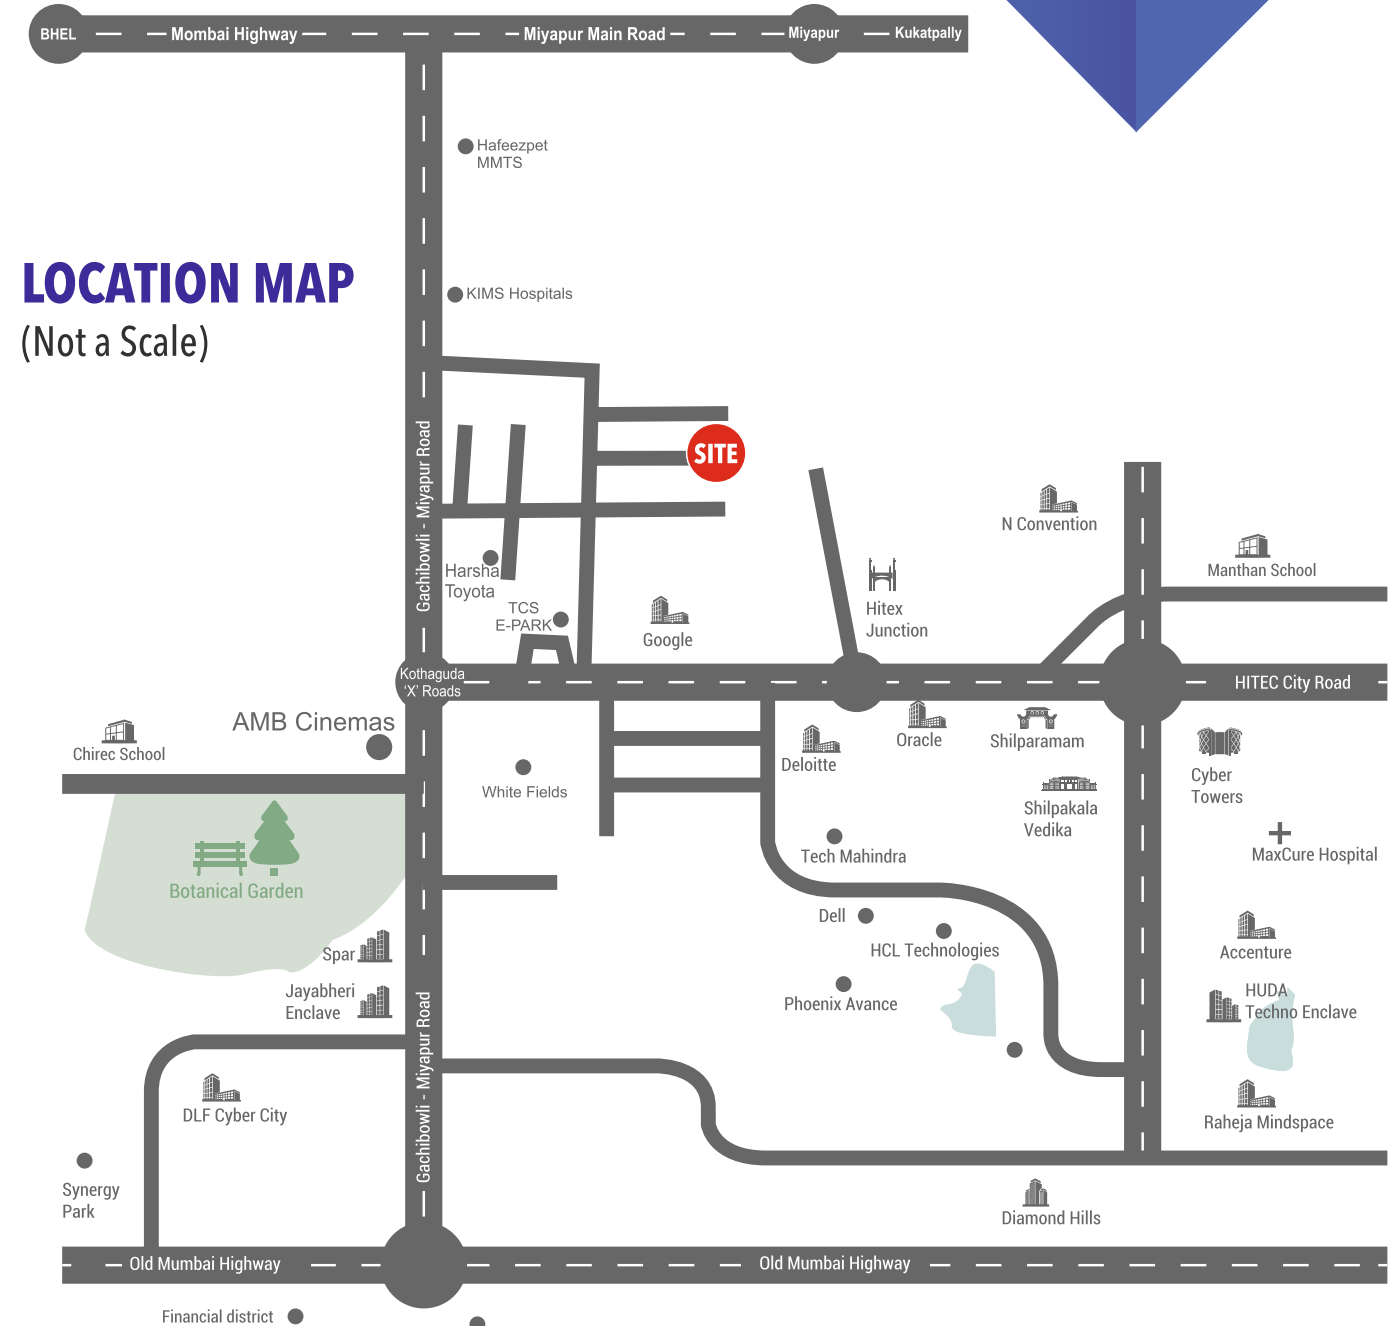 BHEL
Mombai Highway
Miyapur Main Road
Miyapur
Kukatpally
Hafeezpet
MMTS
LOCATION MAP
(Not a Scale)
KIMS Hospitals
Gachibowli - Miyapur Road
SITE
N Convention
Manthan School
Harsha
Toyota
TCS
E-PARK
Google
Hitex
Junction
Kothaguda
'X' Roads
HITEC City Road
AMB Cinemas
Chirec School
White Fields
Deloitte
Oracle
Shilparamam
Cyber
Towers
Shilpakala
Vedika
Tech Mahindra
MaxCure Hospital
Botanical Garden
Dell
HCL Technologies
Spar
Accenture
Jayabheri
Enclave
Phoenix Avance
HUDA
Techno Enclave
Gachibowli - Miyapur Road
DLF Cyber City
Raheja Mindspace
Synergy
Park
Diamond Hills
Old Mumbai Highway
Old Mumbai Highway
Financial district